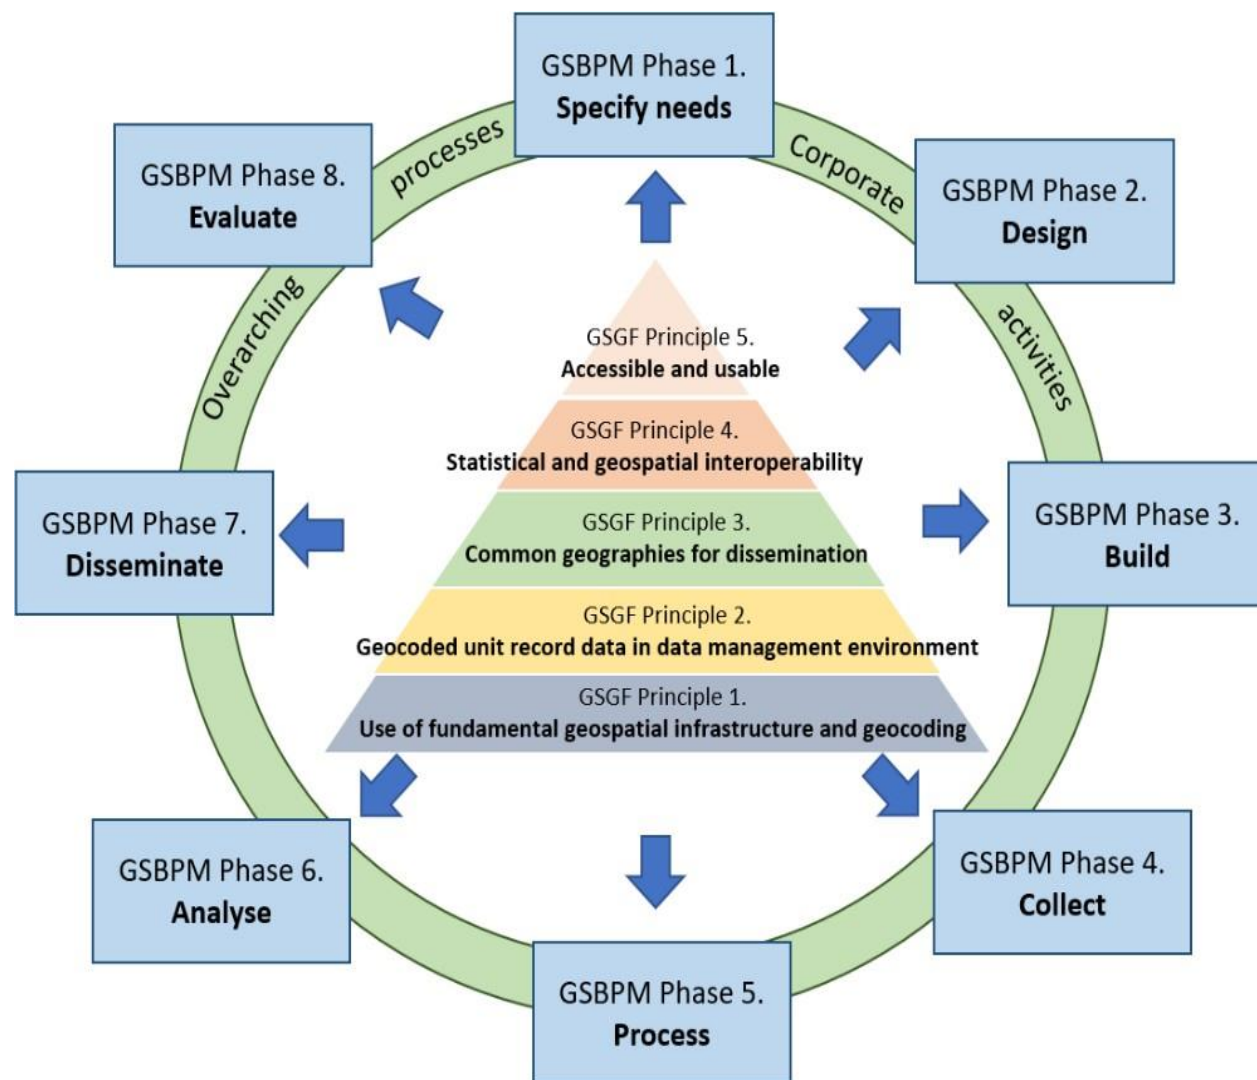 GSBPM Phase 1.
Specify needs
processes
Corporate
GSBPM Phase 8.
Evaluate
GSBPM Phase 2.
Design
Overarching
activities
GSGF Principle 5.
Accessible and usable
GSGF Principle 4.
Statistical and geospatial interoperability
GSBPM Phase 7.
Disseminate
GSGF Principle 3.
Common geographies for dissemination
GSBPM Phase 3.
Build
GSGF Principle 2.
Geocoded unit record data in data management environment
GSGF Principle 1.
Use of fundamental geospatial infrastructure and geocoding
GSBPM Phase 6.
Analyse
GSBPM Phase 4.
Collect
GSBPM Phase 5.
Process